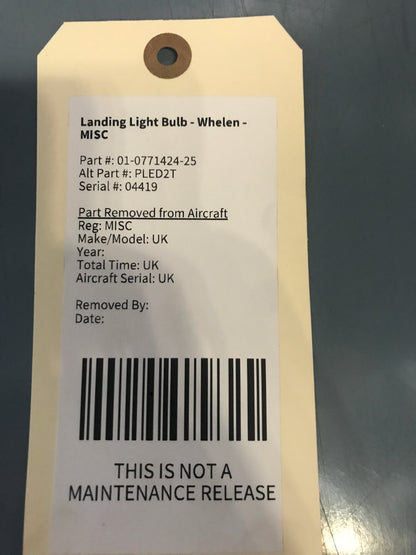 Landing Light Bulb - Whelen -
MISC
Part #: 01-0771424-25
Alt Part #: PLED2T
Serial #: 04419
Part Removed from Aircraft
Reg: MISC
Make/Model: UK
Year:
Total Time: UK
Aircraft Serial: UK
Removed By:
Date:
THIS IS NOT A
MAINTENANCE RELEASE